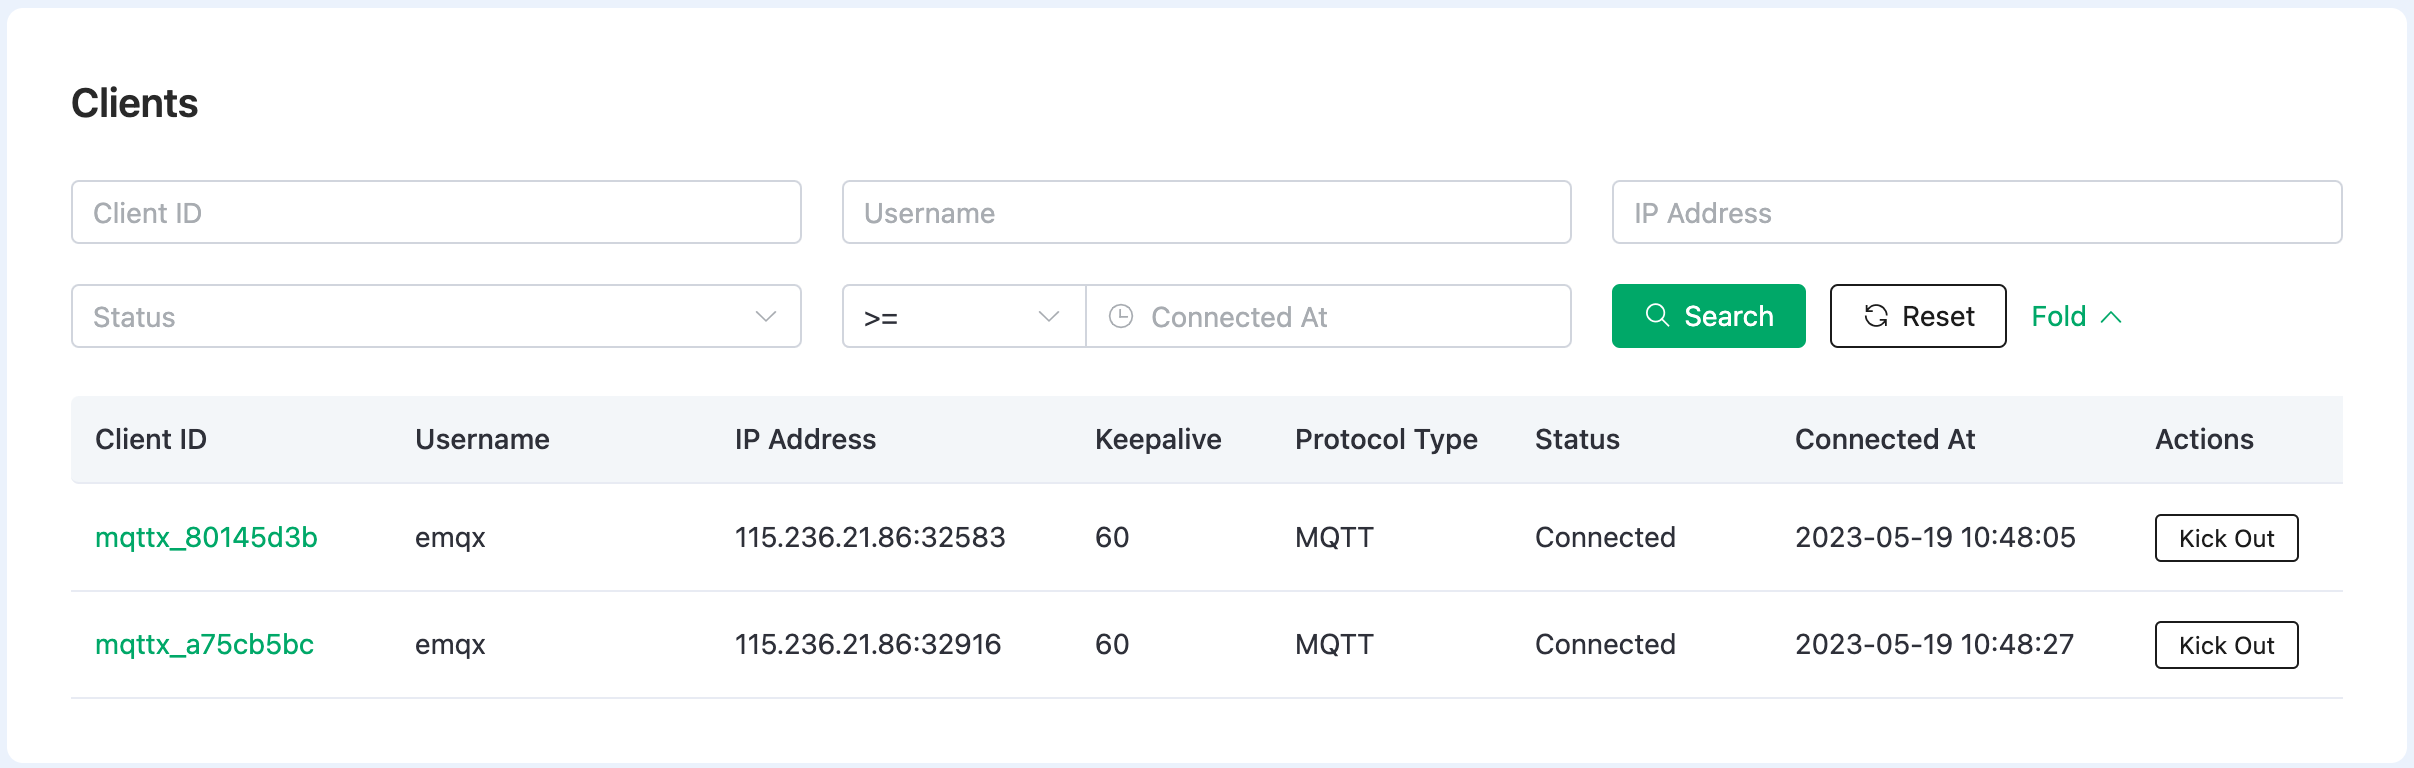 Clients
Client ID Username IP Address
Status >= Connected At Search Reset Fold
Client ID Username IP Address Keepalive Protocol Type Status Connected At Actions
mqttx_80145d3b emqx 115.236.21.86:32583 60 MQTT Connected 2023-05-19 10:48:05 Kick Out
mqttx_a75cb5bc emqx 115.236.21.86:32916 60 MQTT Connected 2023-05-19 10:48:27 Kick Out